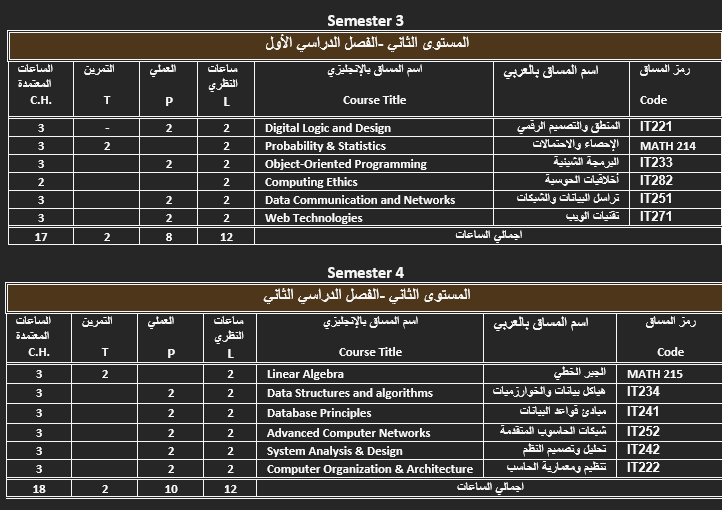 Semester 3
المستوى الثاني -الفصل الدراسي الأول
رمز المساق Code | اسم المساق بالعربي | اسم المساق بالإنجليزي Course Title | ساعات النظري L | العملي P | التمرين T | الساعات المعتمدة C.H.
IT221 | المنطق والتصميم الرقمي | Digital Logic and Design | 2 | 2 | - | 3
MATH 214 | الإحصاء والاحتمالات | Probability & Statistics | 2 | | 2 | 3
IT233 | البرمجة الشيئية | Object-Oriented Programming | 2 | 2 | | 3
IT282 | أخلاقيات الحوسبة | Computing Ethics | 2 | | | 2
IT251 | تراسل البيانات والشبكات | Data Communication and Networks | 2 | 2 | | 3
IT271 | تقنيات الويب | Web Technologies | 2 | 2 | | 3
اجمالي الساعات | 12 | 8 | 2 | 17
Semester 4
المستوى الثاني -الفصل الدراسي الثاني
رمز المساق Code | اسم المساق بالعربي | اسم المساق بالإنجليزي Course Title | ساعات النظري L | العملي P | التمرين T | الساعات المعتمدة C.H.
MATH 215 | الجبر الخطي | Linear Algebra | 2 | | 2 | 3
IT234 | هياكل بيانات والخوارزميات | Data Structures and algorithms | 2 | 2 | | 3
IT241 | مبادئ قواعد البيانات | Database Principles | 2 | 2 | | 3
IT252 | شبكات الحاسوب المتقدمة | Advanced Computer Networks | 2 | 2 | | 3
IT242 | تحليل وتصميم النظم | System Analysis & Design | 2 | 2 | | 3
IT222 | تنظيم ومعمارية الحاسب | Computer Organization & Architecture | 2 | 2 | | 3
اجمالي الساعات | 12 | 10 | 2 | 18